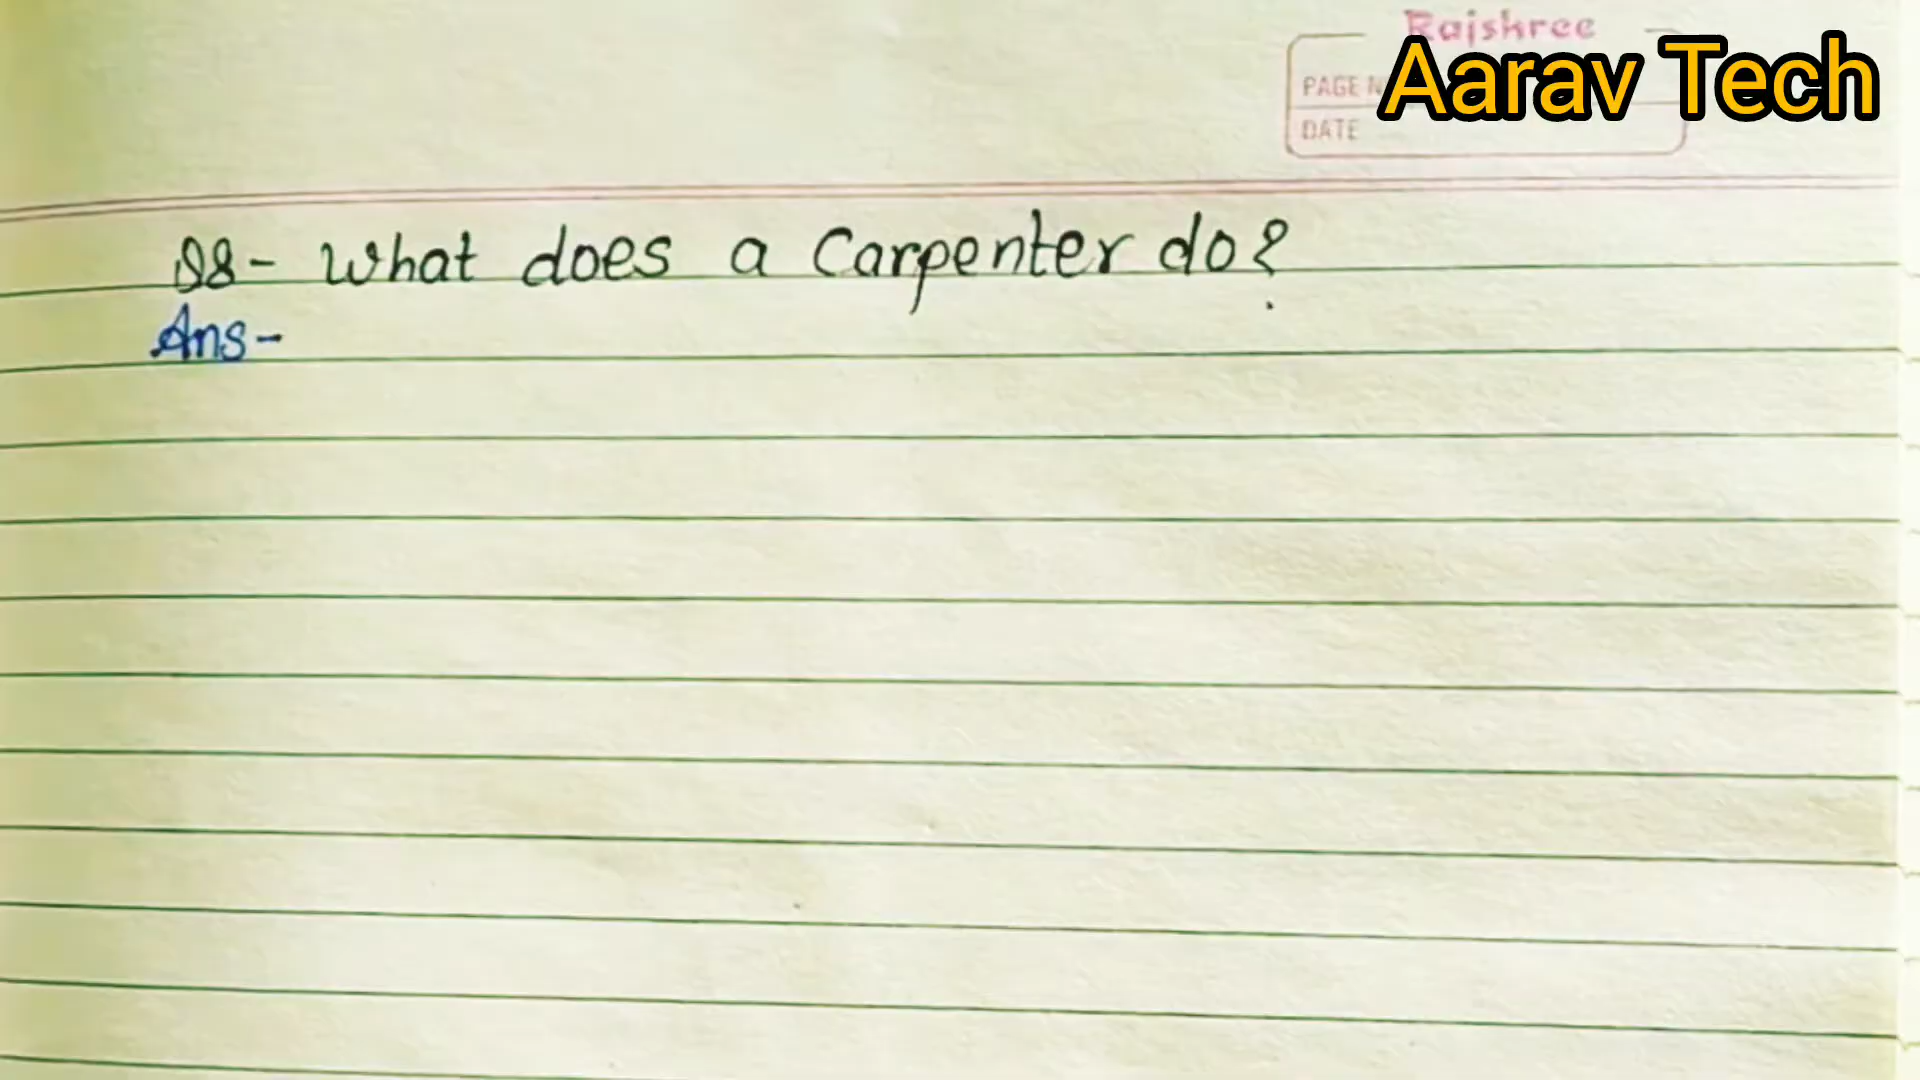 Rajshree
Aarav Tech
PAGE N
DATE
Q8- What does a Carpenter do?
Ans-